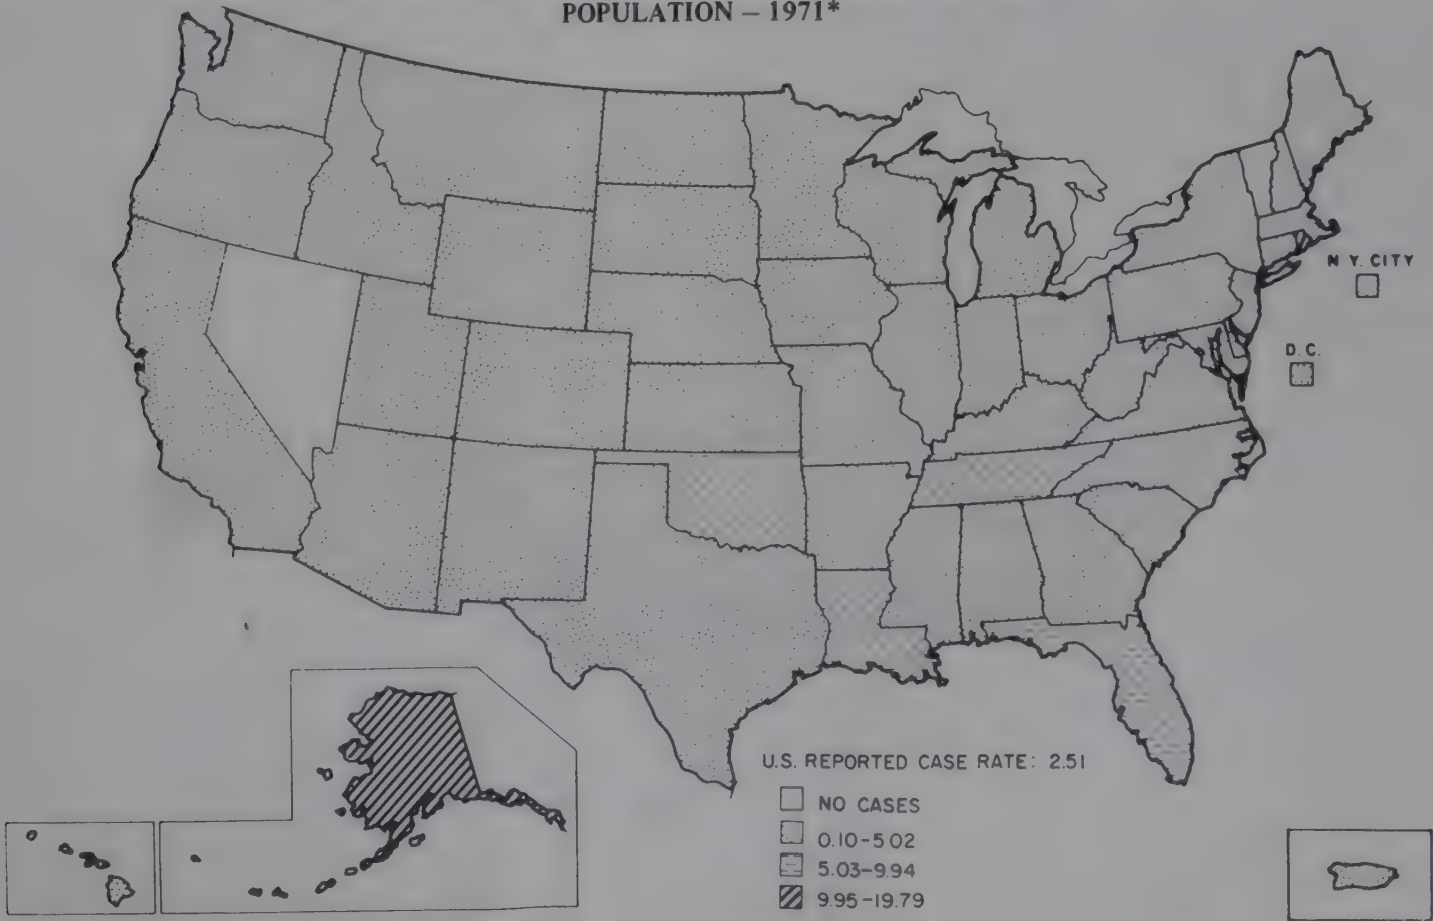 POPULATION – 1971*
N Y. CITY
D.C.
U.S. REPORTED CASE RATE: 2.51
NO CASES
0.10-5 02
5.03-9.94
9.95-19.79